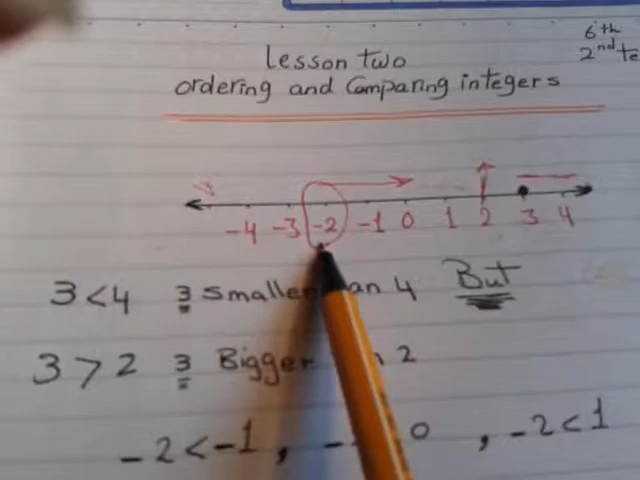 6th
2nd te
Lesson two
ordering and Comparing integers
-4 -3 -2 -1 0 1 2 3 4
3<4 3 smaller an 4 But
3 > 2 3 Bigger 2
-2<-1, - 0 , -2<1